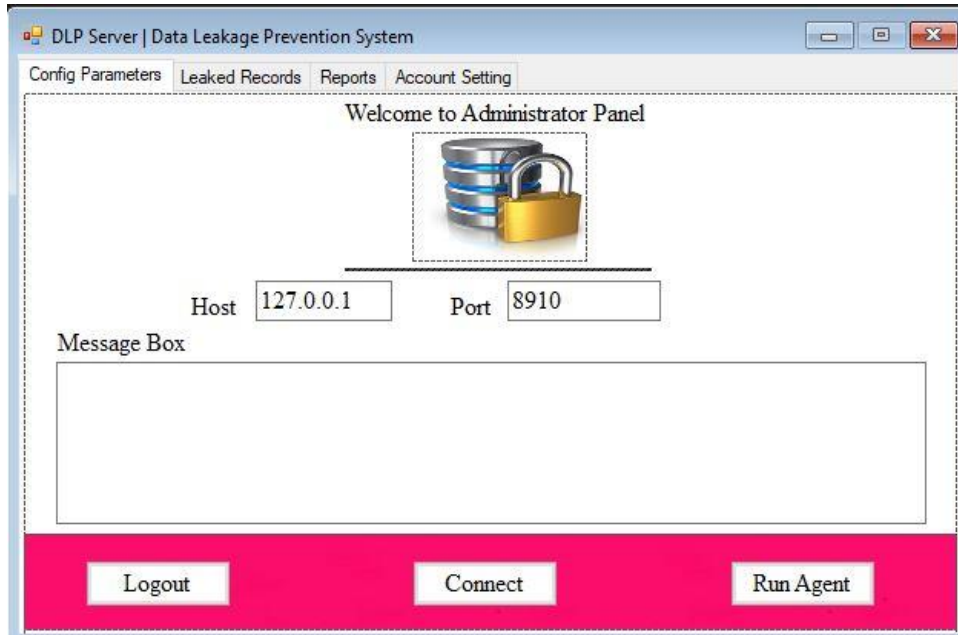 DLP Server | Data Leakage Prevention System
Config Parameters Leaked Records Reports Account Setting
Welcome to Administrator Panel
Host 127.0.0.1 Port 8910
Message Box
Logout Connect Run Agent